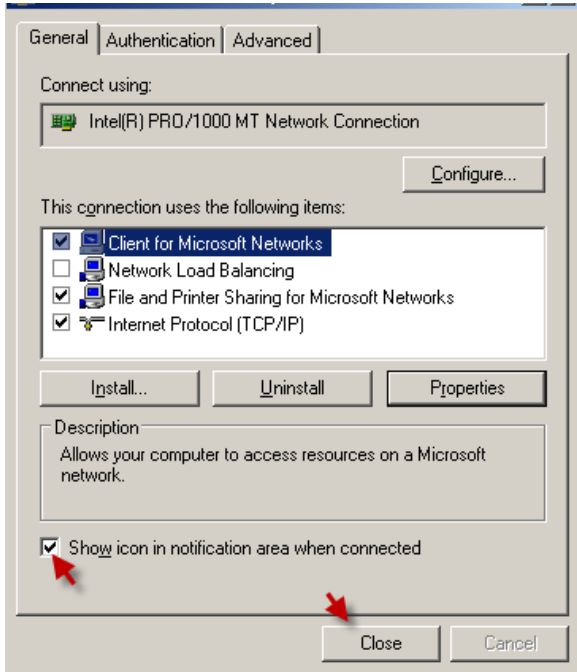 General Authentication Advanced
Connect using:
Intel(R) PRO/1000 MT Network Connection
Configure...
This connection uses the following items:
Client for Microsoft Networks
Network Load Balancing
File and Printer Sharing for Microsoft Networks
Internet Protocol (TCP/IP)
Install... Uninstall Properties
Description
Allows your computer to access resources on a Microsoft
network.
Show icon in notification area when connected
Close Cancel